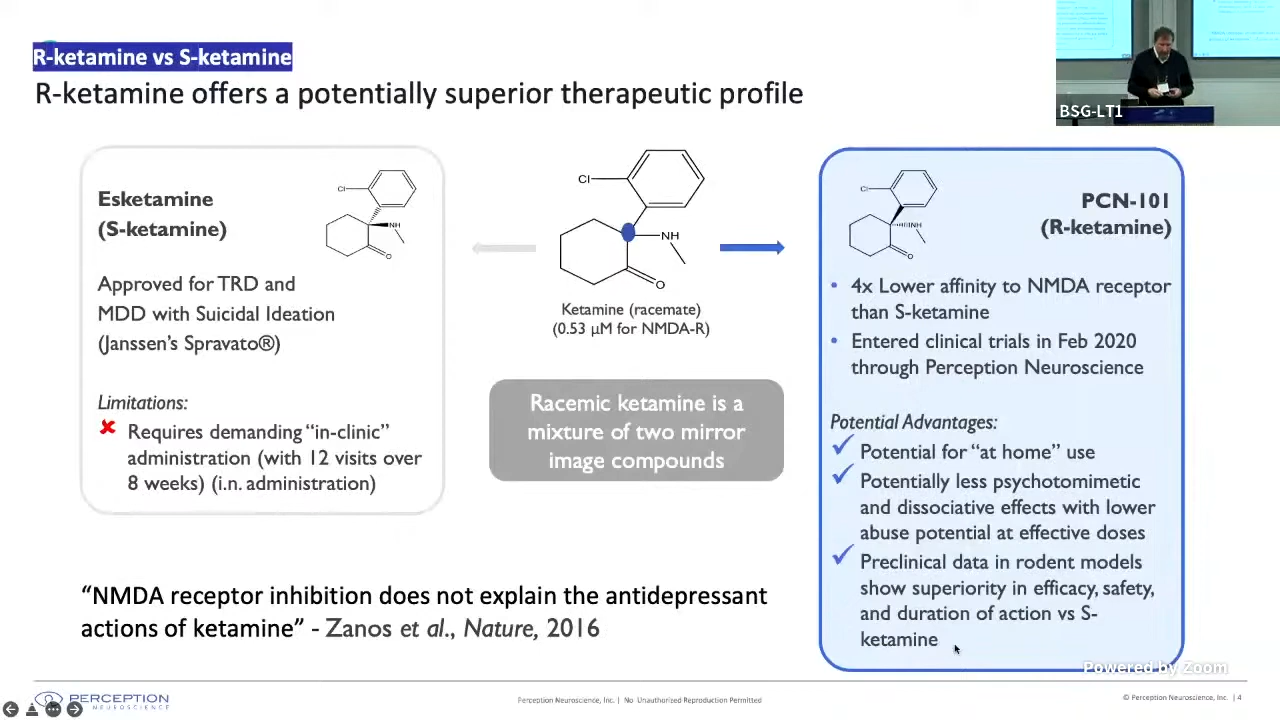 R-ketamine vs S-ketamine
R-ketamine offers a potentially superior therapeutic profile
BSG-LT1
Esketamine
(S-ketamine)
Cl
NH
O
Approved for TRD and
MDD with Suicidal Ideation
(Janssen's Spravato®)
Limitations:
✘ Requires demanding "in-clinic"
administration (with 12 visits over
8 weeks) (i.n. administration)
Cl
NH
O
Ketamine (racemate)
(0.53 µM for NMDA-R)
Racemic ketamine is a
mixture of two mirror
image compounds
Cl
NH
O
PCN-101
(R-ketamine)
• 4x Lower affinity to NMDA receptor
than S-ketamine
• Entered clinical trials in Feb 2020
through Perception Neuroscience
Potential Advantages:
✓ Potential for "at home" use
✓ Potentially less psychotomimetic
and dissociative effects with lower
abuse potential at effective doses
✓ Preclinical data in rodent models
show superiority in efficacy, safety,
and duration of action vs S-
ketamine
"NMDA receptor inhibition does not explain the antidepressant
actions of ketamine" - Zanos et al., Nature, 2016
Powered by Zoom
PERCEPTION
NEUROSCIENCE
Perception Neuroscience, Inc. | No Unauthorized Reproduction Permitted
© Perception Neuroscience, Inc. | 4